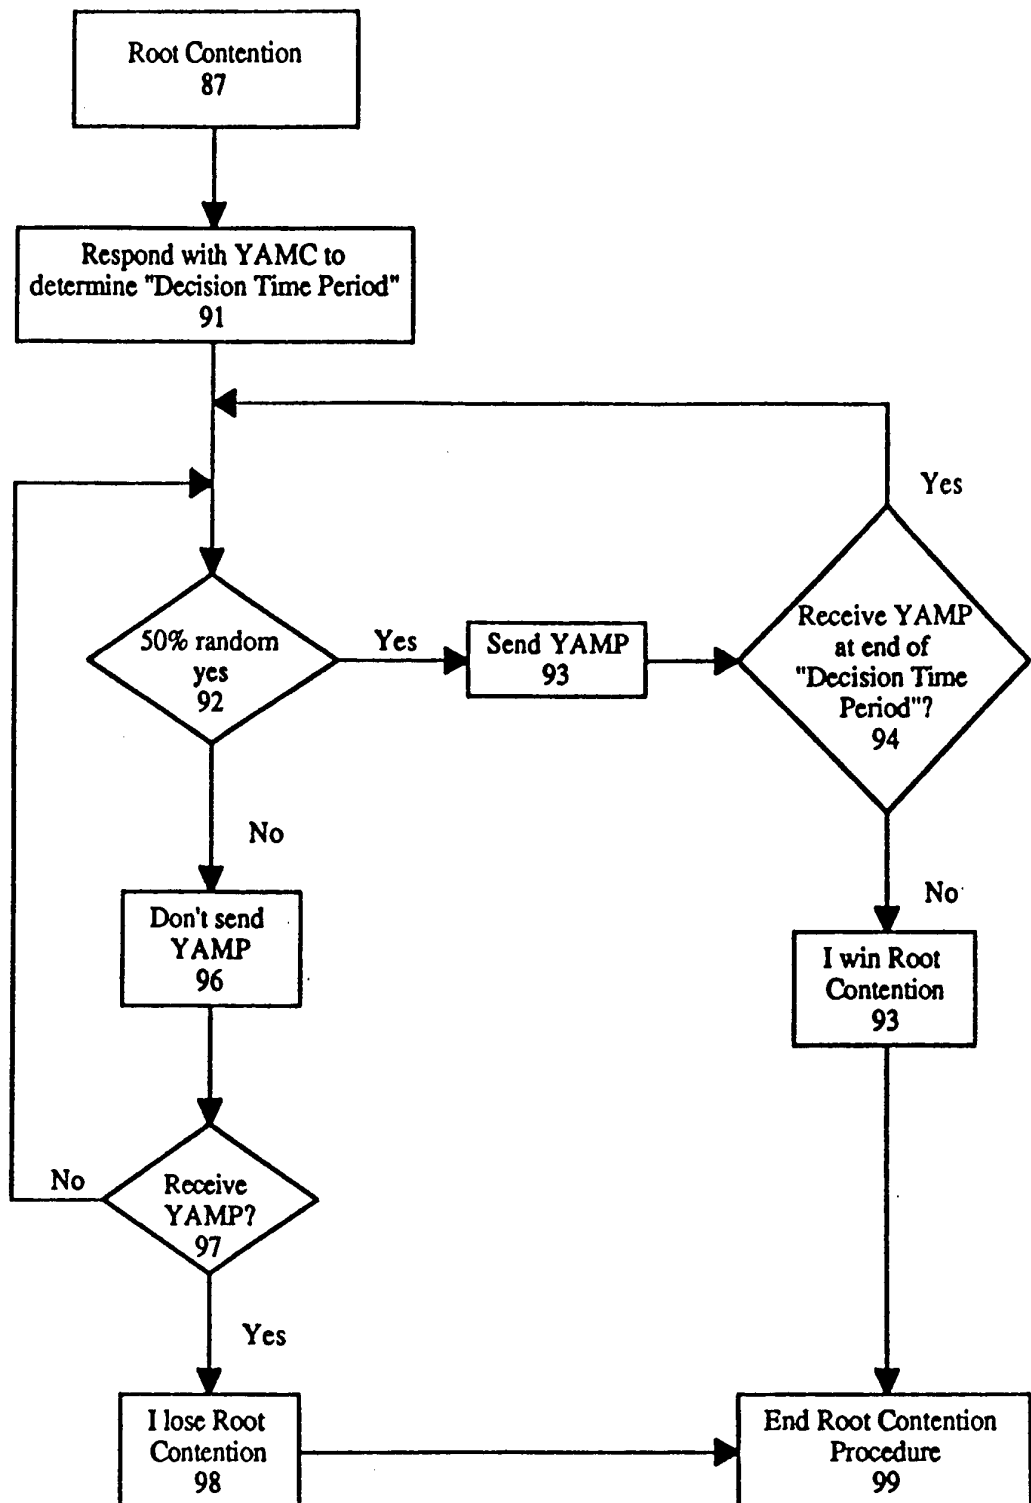 Root Contention
87
Respond with YAMC to
determine "Decision Time Period"
91
Yes
50% random
yes
92
Yes
Send YAMP
93
Receive YAMP
at end of
"Decision Time
Period"?
94
No
Don't send
YAMP
96
No
I win Root
Contention
93
No
Receive
YAMP?
97
Yes
I lose Root
Contention
98
End Root Contention
Procedure
99